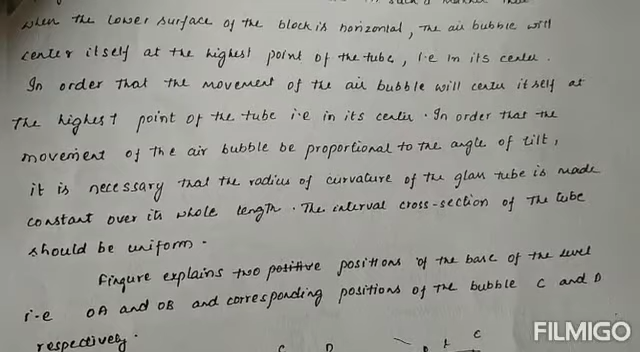 when the lower surface of the block is horizontal, the air bubble will
center itself at the highest point of the tube, i.e in its center.
In order that the movement of the air bubble will center itself at
the highest point of the tube i.e in its center. In order that the
movement of the air bubble be proportional to the angle of tilt,
it is necessary that the radius of curvature of the glass tube is made
constant over its whole length. The interval cross-section of the tube
should be uniform.
Fingure explains two positive positions of the base of the level
i-e OA and OB and corresponding positions of the bubble C and D
respectively.
C D C
FILMIGO